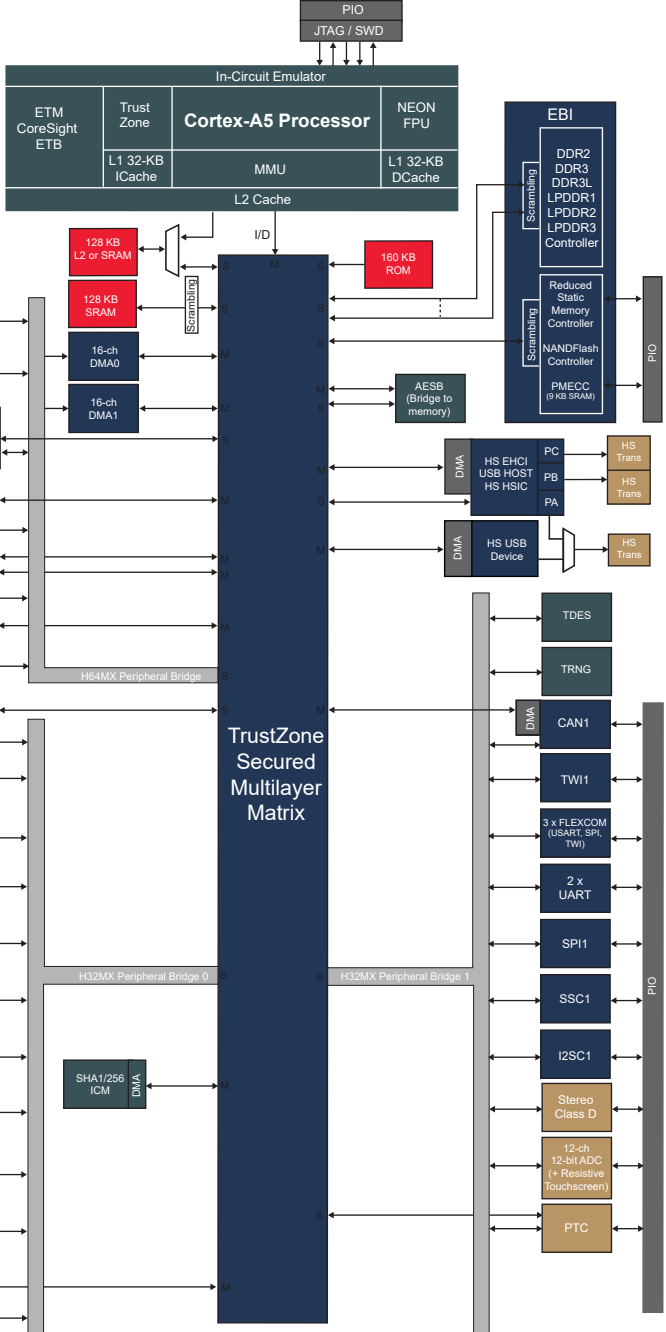 PIO
JTAG / SWD
In-Circuit Emulator
ETM
CoreSight
ETB
Trust
Zone
Cortex-A5 Processor
NEON
FPU
L1 32-KB
ICache
MMU
L1 32-KB
DCache
L2 Cache
I/D
EBI
Scrambling
DDR2
DDR3
DDR3L
LPDDR1
LPDDR2
LPDDR3
Controller
Scrambling
Reduced
Static
Memory
Controller
NANDFlash
Controller
PMECC
(9 KB SRAM)
PIO
128 KB
L2 or SRAM
128 KB
SRAM
Scrambling
160 KB
ROM
16-ch
DMA0
16-ch
DMA1
AESB
(Bridge to
memory)
DMA
HS EHCI
USB HOST
HS HSIC
PC
PB
PA
HS
Trans
HS
Trans
DMA
HS USB
Device
HS
Trans
S
M
S
S
S
S
M
S
M
M
S
S
M
M
S
M
M
M
M
S
S
M
S
S
M
S
M
H64MX Peripheral Bridge
TrustZone
Secured
Multilayer
Matrix
H32MX Peripheral Bridge 0
H32MX Peripheral Bridge 1
SHA1/256
ICM
DMA
TDES
TRNG
DMA
CAN1
TWI1
3 x FLEXCOM
(USART, SPI,
TWI)
2 x
UART
SPI1
SSC1
I2SC1
Stereo
Class D
12-ch
12-bit ADC
(+ Resistive
Touchscreen)
PTC
PIO